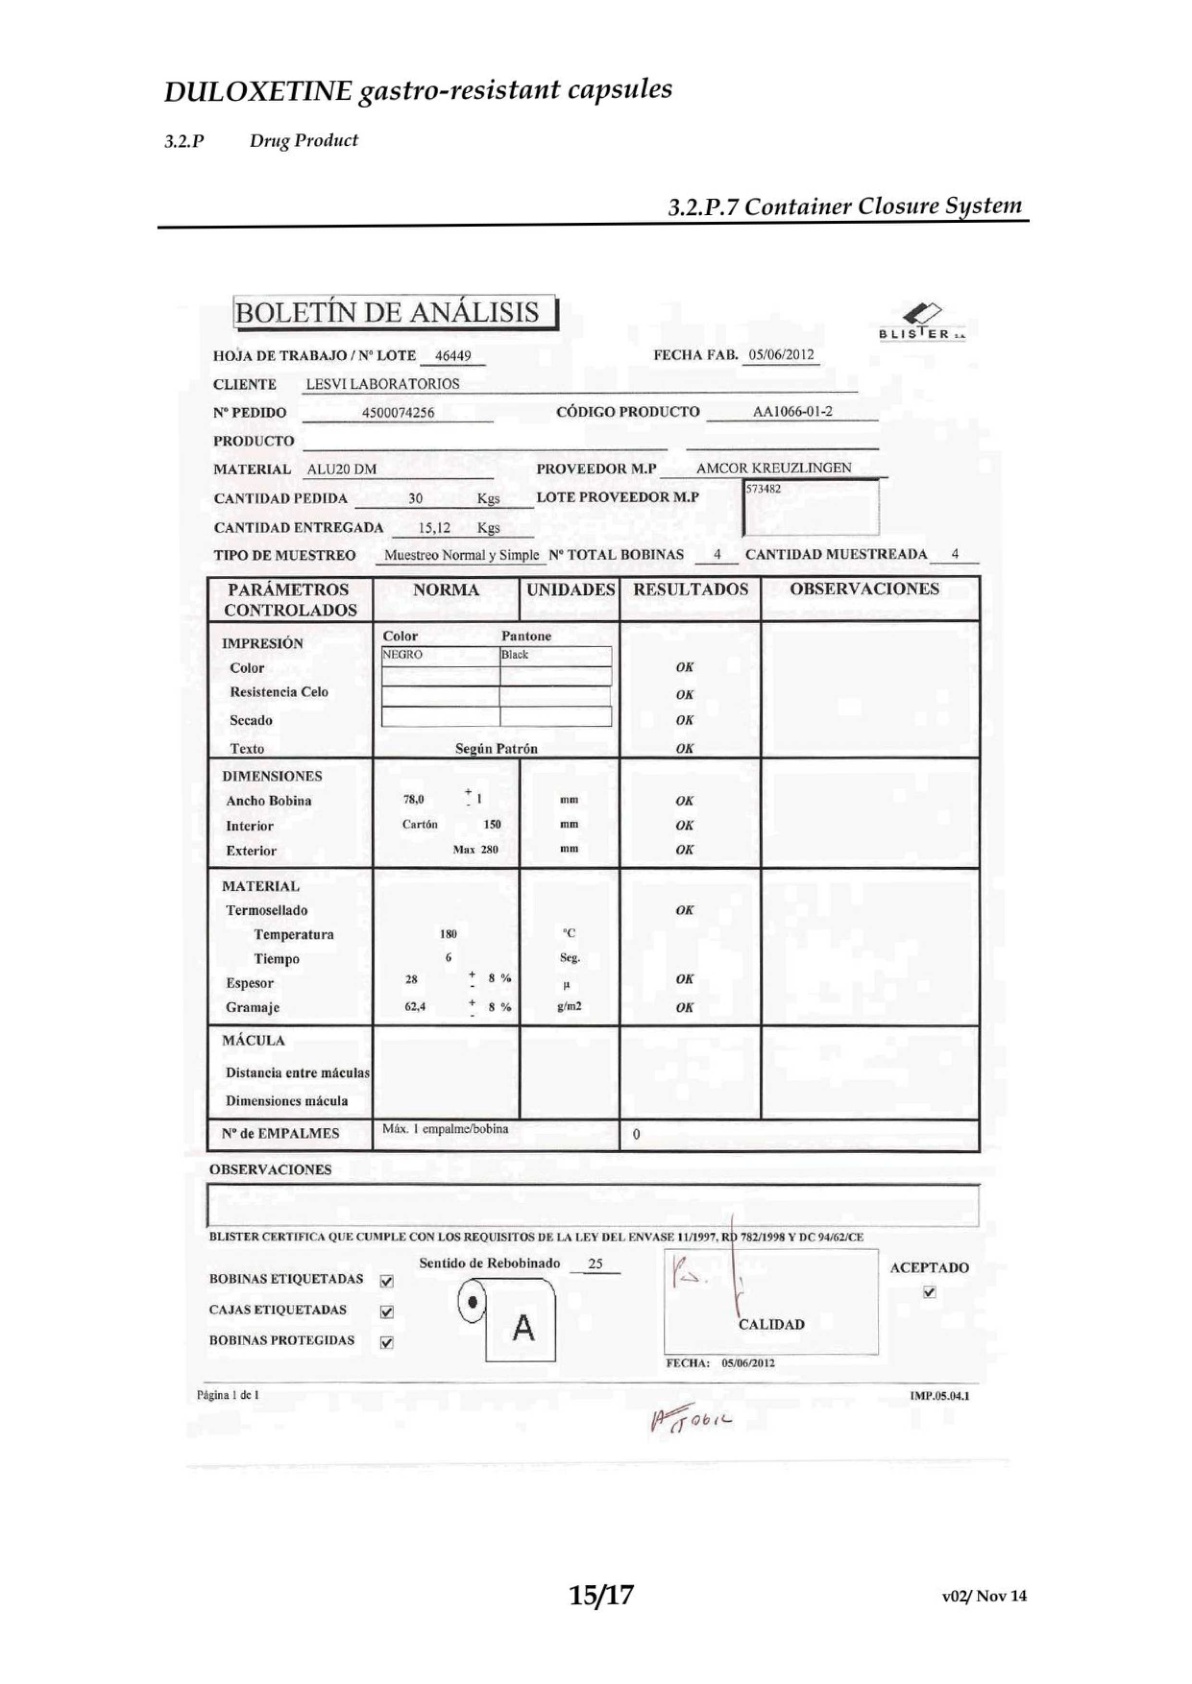 DULOXETINE gastro-resistant capsules
3.2.P Drug Product
3.2.P.7 Container Closure System
BOLETÍN DE ANÁLISIS
BLISTER S.A.
HOJA DE TRABAJO / Nº LOTE 46449 FECHA FAB. 05/06/2012
CLIENTE LESVI LABORATORIOS
Nº PEDIDO 4500074256 CÓDIGO PRODUCTO AA1066-01-2
PRODUCTO
MATERIAL ALU20 DM PROVEEDOR M.P AMCOR KREUZLINGEN
CANTIDAD PEDIDA 30 Kgs LOTE PROVEEDOR M.P 573482
CANTIDAD ENTREGADA 15,12 Kgs
TIPO DE MUESTREO Muestreo Normal y Simple Nº TOTAL BOBINAS 4 CANTIDAD MUESTREADA 4
PARÁMETROS CONTROLADOS NORMA UNIDADES RESULTADOS OBSERVACIONES
IMPRESIÓN Color Pantone
NEGRO Black
Color OK
Resistencia Celo OK
Secado OK
Texto Según Patrón OK
DIMENSIONES
Ancho Bobina 78,0 +- 1 mm OK
Interior Cartón 150 mm OK
Exterior Max 280 mm OK
MATERIAL
Termosellado OK
Temperatura 180 ºC
Tiempo 6 Seg.
Espesor 28 +- 8 % µ OK
Gramaje 62,4 +- 8 % g/m2 OK
MÁCULA
Distancia entre máculas
Dimensiones mácula
Nº de EMPALMES Máx. 1 empalme/bobina 0
OBSERVACIONES
BLISTER CERTIFICA QUE CUMPLE CON LOS REQUISITOS DE LA LEY DEL ENVASE 11/1997, RD 782/1998 Y DC 94/62/CE
Sentido de Rebobinado 25
BOBINAS ETIQUETADAS
CAJAS ETIQUETADAS
BOBINAS PROTEGIDAS
A
CALIDAD
ACEPTADO
FECHA: 05/06/2012
Página 1 de 1 IMP.05.04.1
15/17
v02/ Nov 14